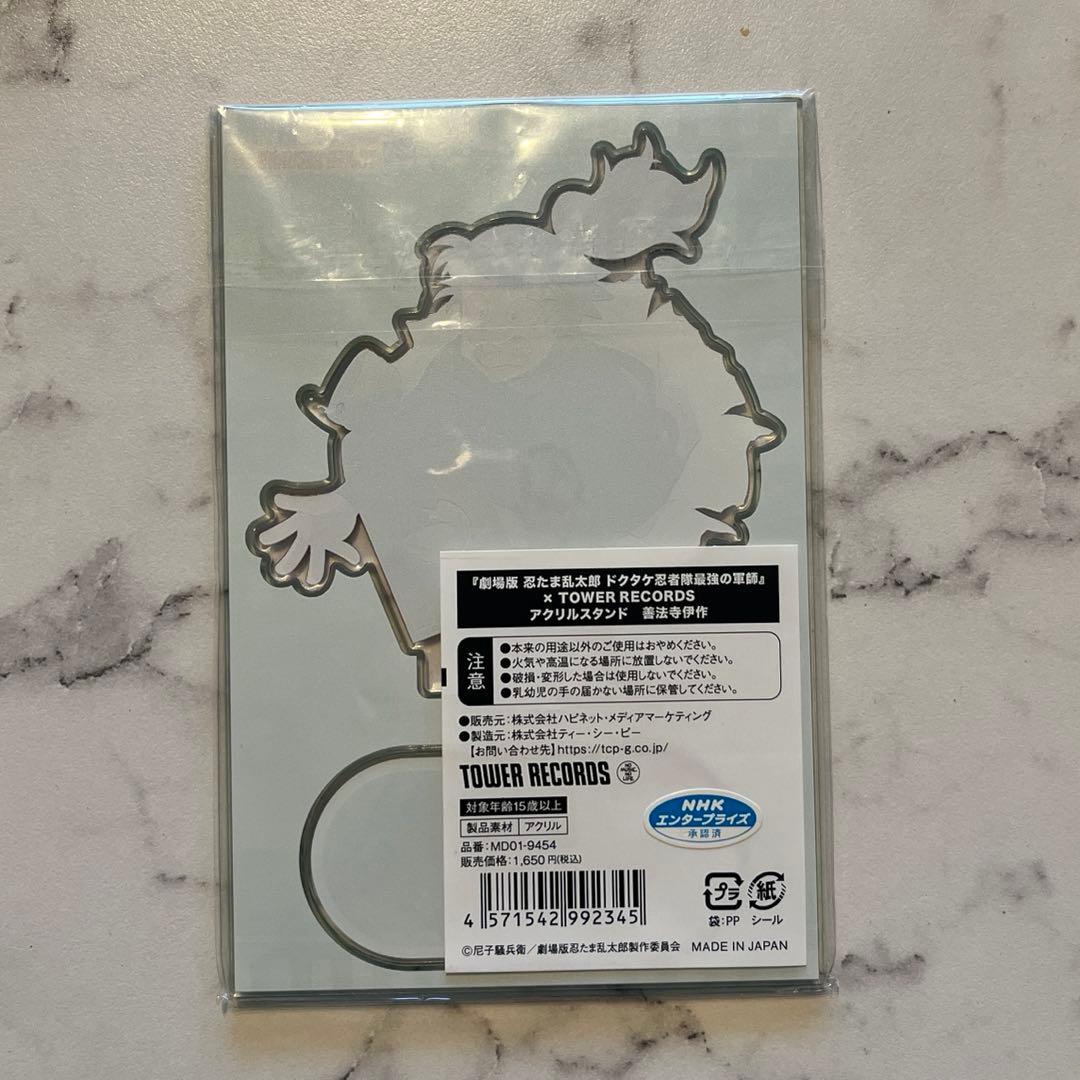 『劇場版 忍たま乱太郎 ドクタケ忍者隊最強の軍師』
× TOWER RECORDS
アクリルスタンド 善法寺伊作
注意
●本来の用途以外のご使用はおやめください。
●火気や高温になる場所に放置しないでください。
●破損・変形した場合は使用しないでください。
●乳幼児の手の届かない場所に保管してください。
●販売元:株式会社ハピネット・メディアマーケティング
●製造元:株式会社ティー・シー・ピー
【お問い合わせ先】https://tcp-g.co.jp/
TOWER RECORDS NO MUSIC, NO LIFE.
対象年齢15歳以上
製品素材 アクリル
NHK
エンタープライズ
承認済
品番:MD01-9454
販売価格:1,650円(税込)
4 571542 992345
プラ 紙
袋:PP シール
©尼子騒兵衛/劇場版忍たま乱太郎製作委員会 MADE IN JAPAN